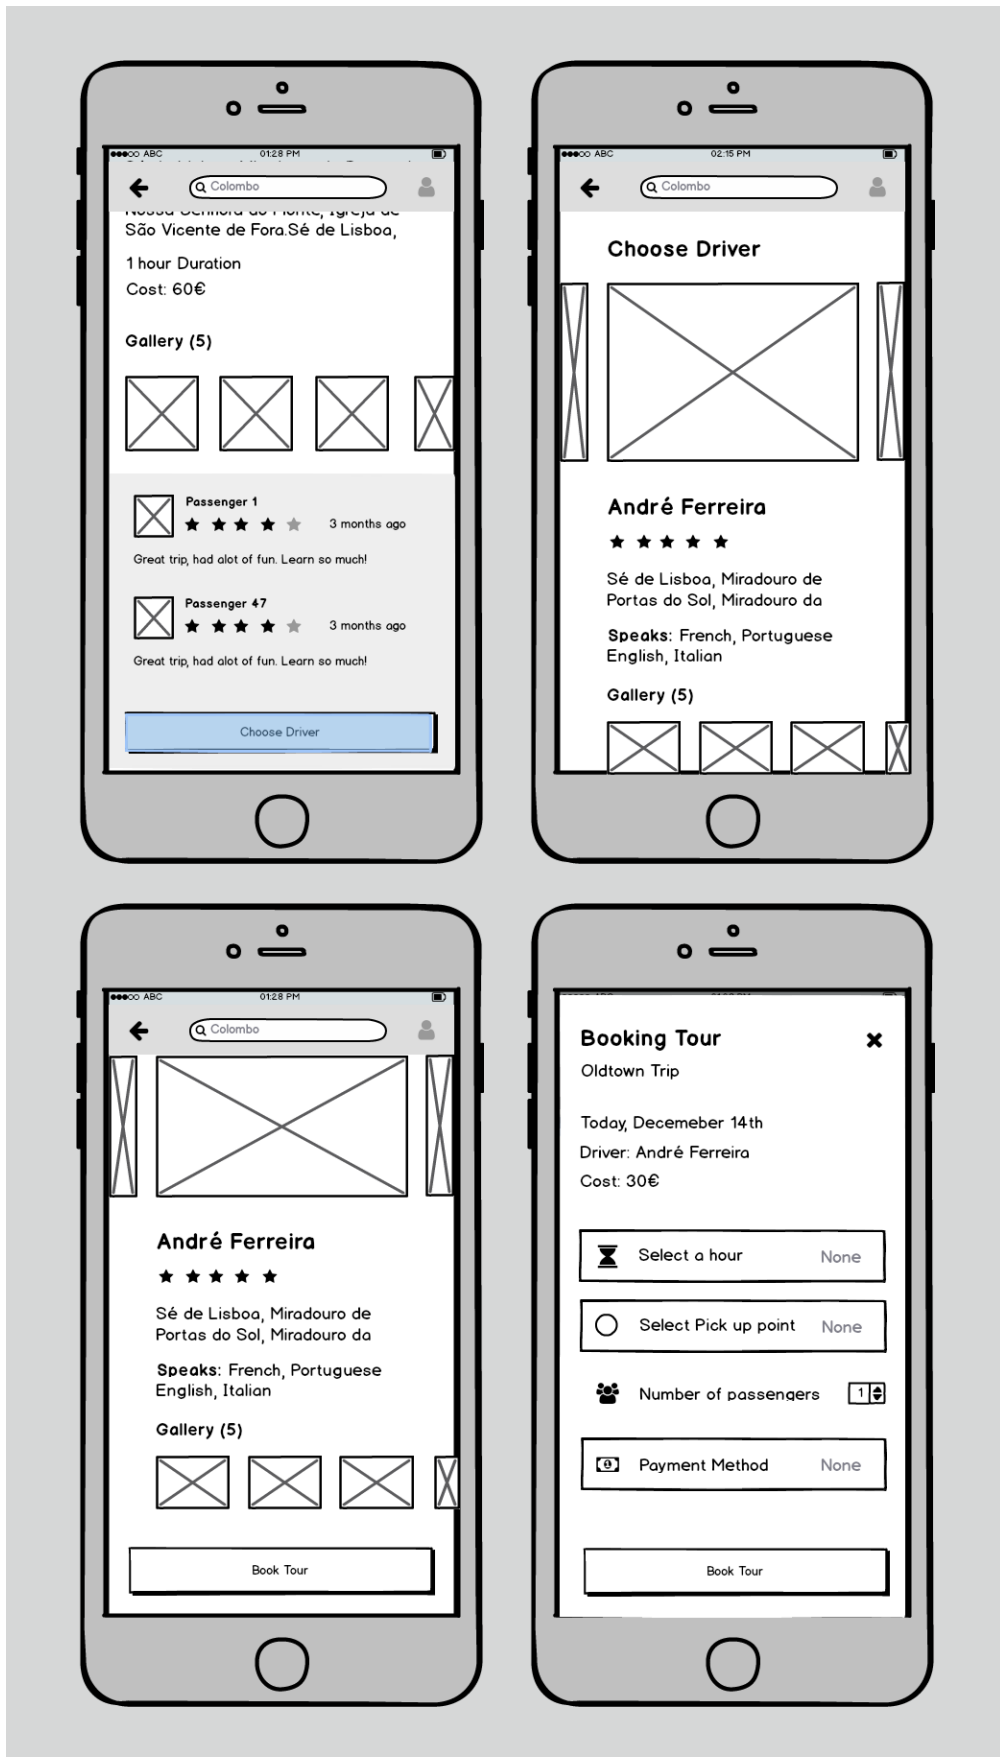 ABC 01:28 PM
Colombo
Nossa Senhora do Monte, Igreja de
São Vicente de Fora.Sé de Lisboa,
1 hour Duration
Cost: 60€
Gallery (5)
Passenger 1
3 months ago
Great trip, had alot of fun. Learn so much!
Passenger 47
3 months ago
Great trip, had alot of fun. Learn so much!
Choose Driver
ABC 02:15 PM
Colombo
Choose Driver
André Ferreira
Sé de Lisboa, Miradouro de
Portas do Sol, Miradouro da
Speaks: French, Portuguese
English, Italian
Gallery (5)
ABC 01:28 PM
Colombo
André Ferreira
Sé de Lisboa, Miradouro de
Portas do Sol, Miradouro da
Speaks: French, Portuguese
English, Italian
Gallery (5)
Book Tour
Booking Tour
Oldtown Trip
Today, Decemeber 14th
Driver: André Ferreira
Cost: 30€
Select a hour None
Select Pick up point None
Number of passengers 1
Payment Method None
Book Tour